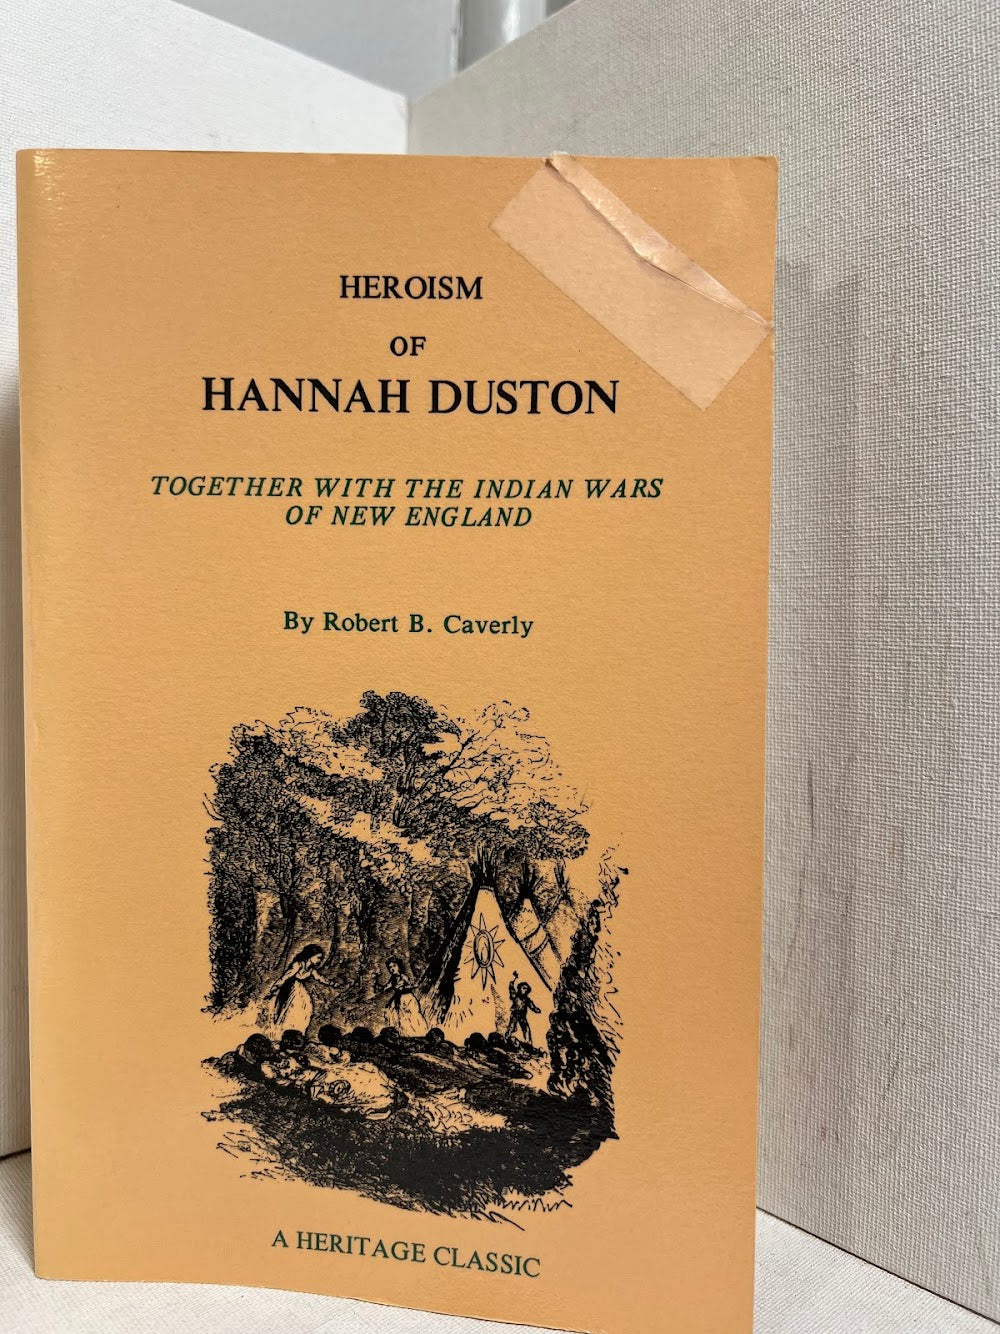 HEROISM
OF
HANNAH DUSTON
TOGETHER WITH THE INDIAN WARS
OF NEW ENGLAND
By Robert B. Caverly
A HERITAGE CLASSIC